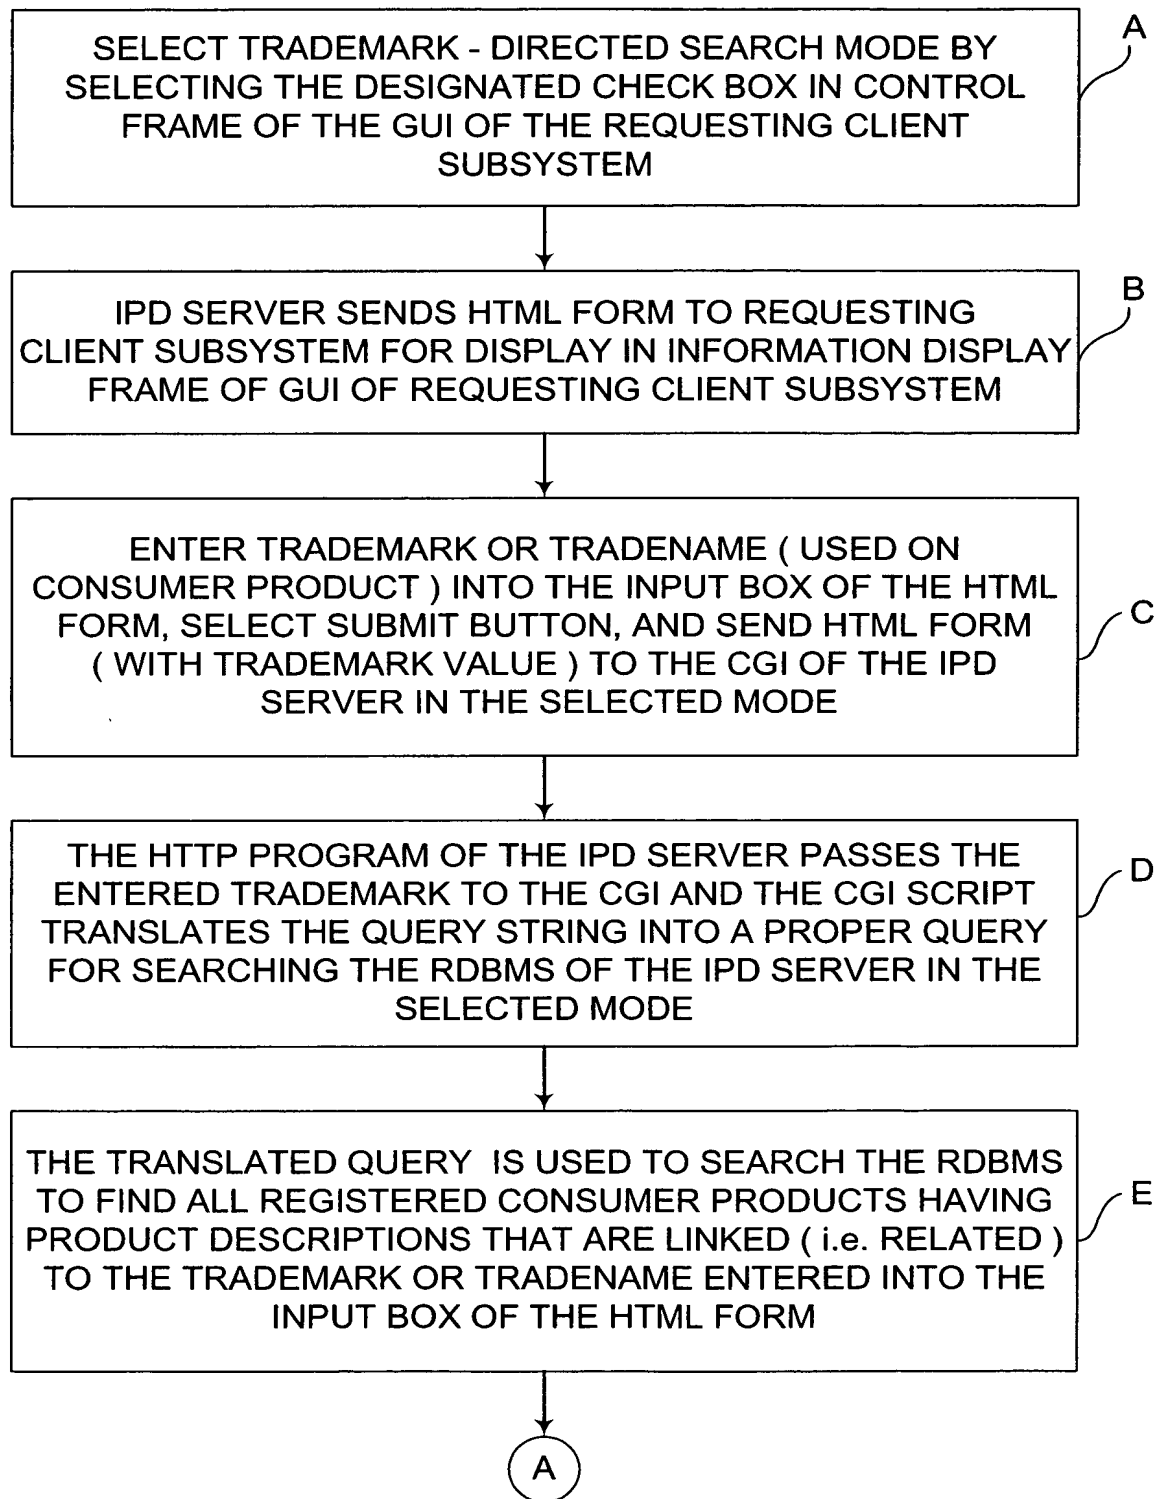 SELECT TRADEMARK - DIRECTED SEARCH MODE BY
SELECTING THE DESIGNATED CHECK BOX IN CONTROL
FRAME OF THE GUI OF THE REQUESTING CLIENT
SUBSYSTEM
A
IPD SERVER SENDS HTML FORM TO REQUESTING
CLIENT SUBSYSTEM FOR DISPLAY IN INFORMATION DISPLAY
FRAME OF GUI OF REQUESTING CLIENT SUBSYSTEM
B
ENTER TRADEMARK OR TRADENAME ( USED ON
CONSUMER PRODUCT ) INTO THE INPUT BOX OF THE HTML
FORM, SELECT SUBMIT BUTTON, AND SEND HTML FORM
( WITH TRADEMARK VALUE ) TO THE CGI OF THE IPD
SERVER IN THE SELECTED MODE
C
THE HTTP PROGRAM OF THE IPD SERVER PASSES THE
ENTERED TRADEMARK TO THE CGI AND THE CGI SCRIPT
TRANSLATES THE QUERY STRING INTO A PROPER QUERY
FOR SEARCHING THE RDBMS OF THE IPD SERVER IN THE
SELECTED MODE
D
THE TRANSLATED QUERY IS USED TO SEARCH THE RDBMS
TO FIND ALL REGISTERED CONSUMER PRODUCTS HAVING
PRODUCT DESCRIPTIONS THAT ARE LINKED ( i.e. RELATED )
TO THE TRADEMARK OR TRADENAME ENTERED INTO THE
INPUT BOX OF THE HTML FORM
E
A